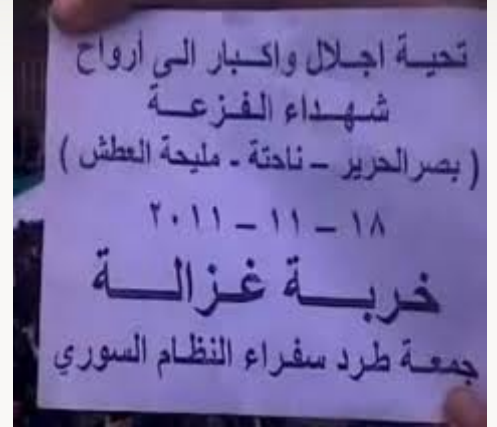 تحية اجلال واكبار الى أرواح
شهداء الفزعة
( بصرالحرير - ناحتة - مليحة العطش )
١٨ - ١١ - ٢٠١١
خربة غزالة
جمعة طرد سفراء النظام السوري